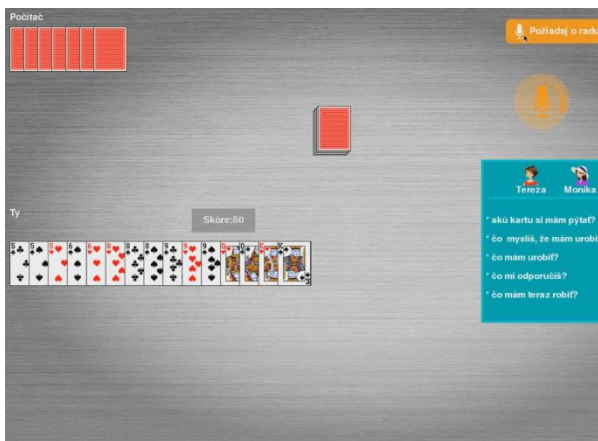 Počítač
Požiadaj o radu
Tereza Monika
Ty
Skóre:80
* akú kartu si mám pýtať?
* čo myslíš, že mám urobiť
* čo mám urobiť?
* čo mi odporučíš?
* čo mám teraz robiť?